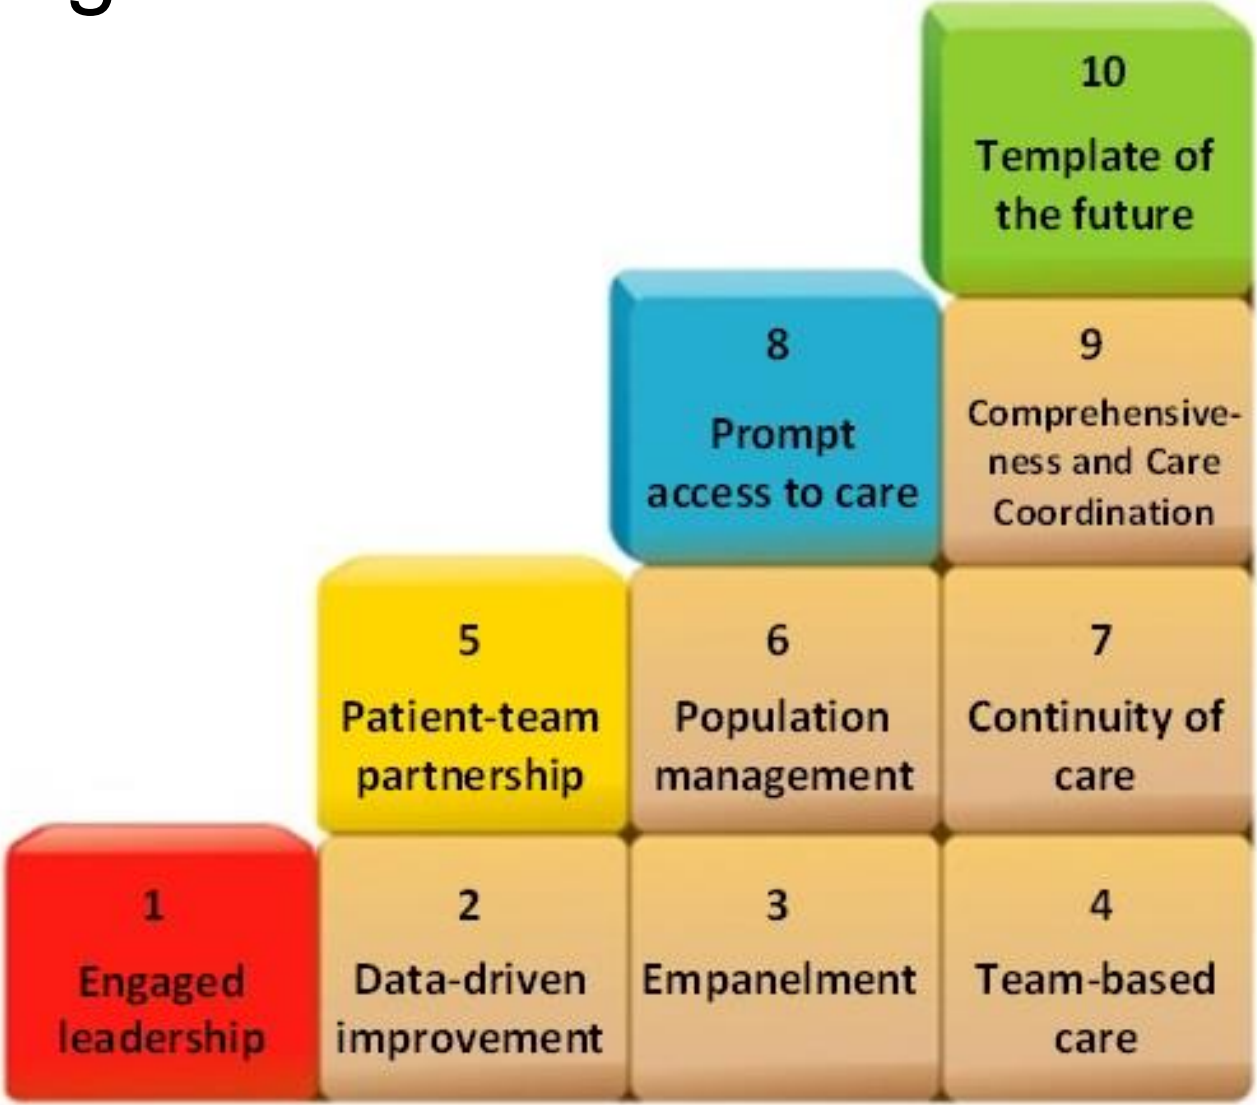 10
Template of
the future
8
Prompt
access to care
9
Comprehensive-
ness and Care
Coordination
5
Patient-team
partnership
6
Population
management
7
Continuity of
care
1
Engaged
leadership
2
Data-driven
improvement
3
Empanelment
4
Team-based
care